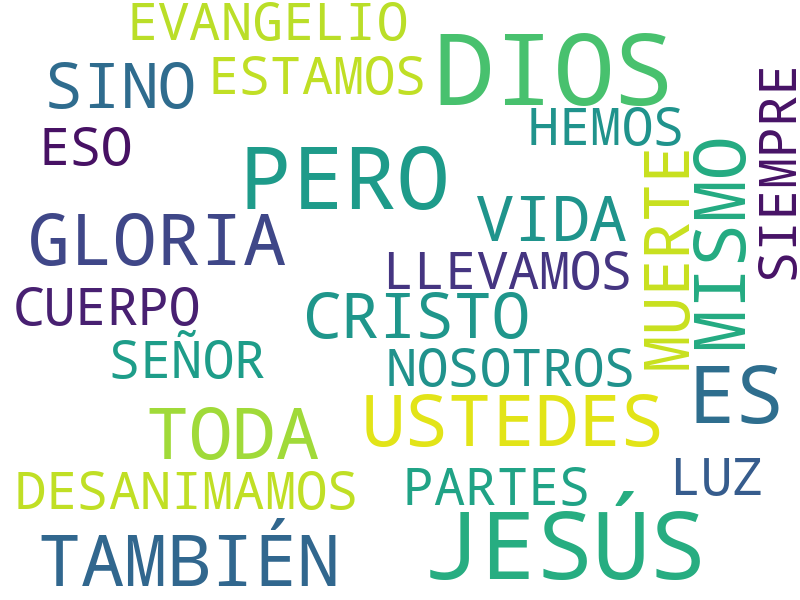 EVANGELIO
DIOS
SINO
ESTAMOS
SIEMPRE
HEMOS
ESO
PERO
MISMO
MUERTE
VIDA
GLORIA
LLEVAMOS
CUERPO
CRISTO
SEÑOR
NOSOTROS
ES
USTEDES
TODA
LUZ
DESANIMAMOS
PARTES
JESÚS
TAMBIÉN